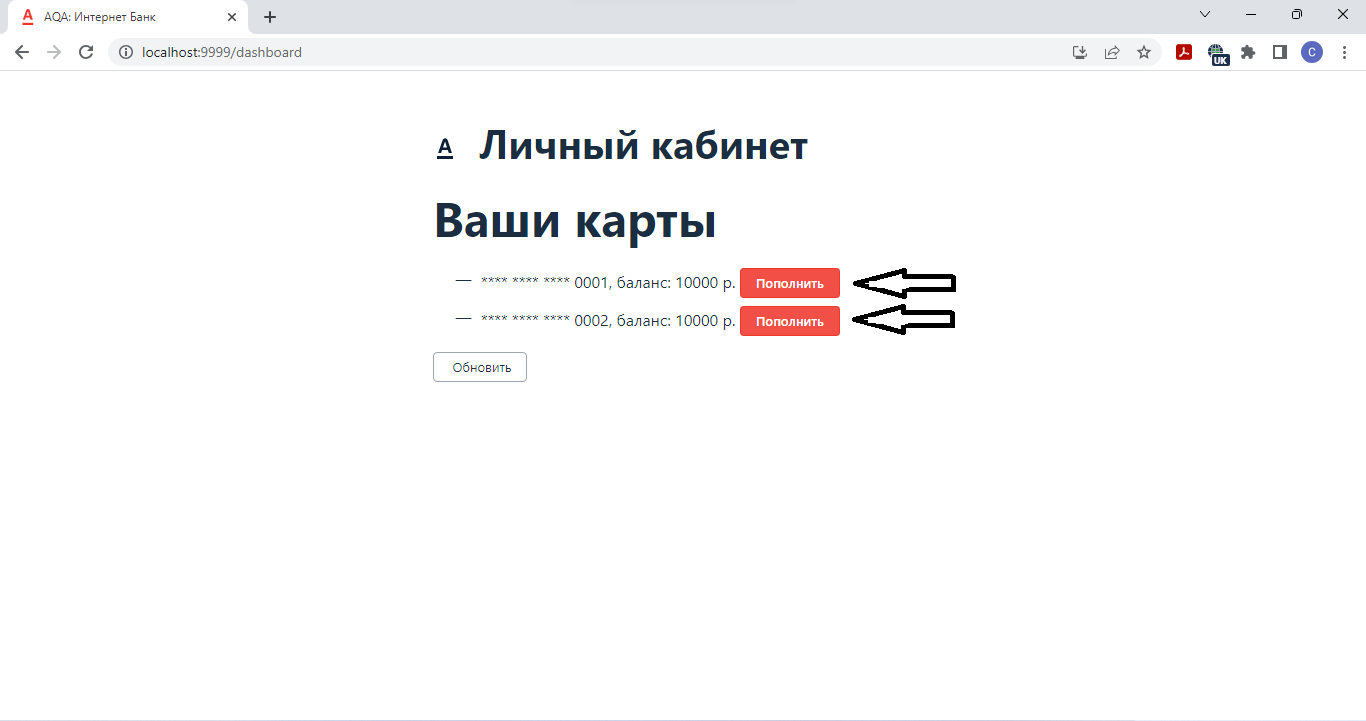 A AQA: Интернет Банк
localhost:9999/dashboard
UK
C
A Личный кабинет
Ваши карты
— **** **** **** 0001, баланс: 10000 р. Пополнить
— **** **** **** 0002, баланс: 10000 р. Пополнить
Обновить